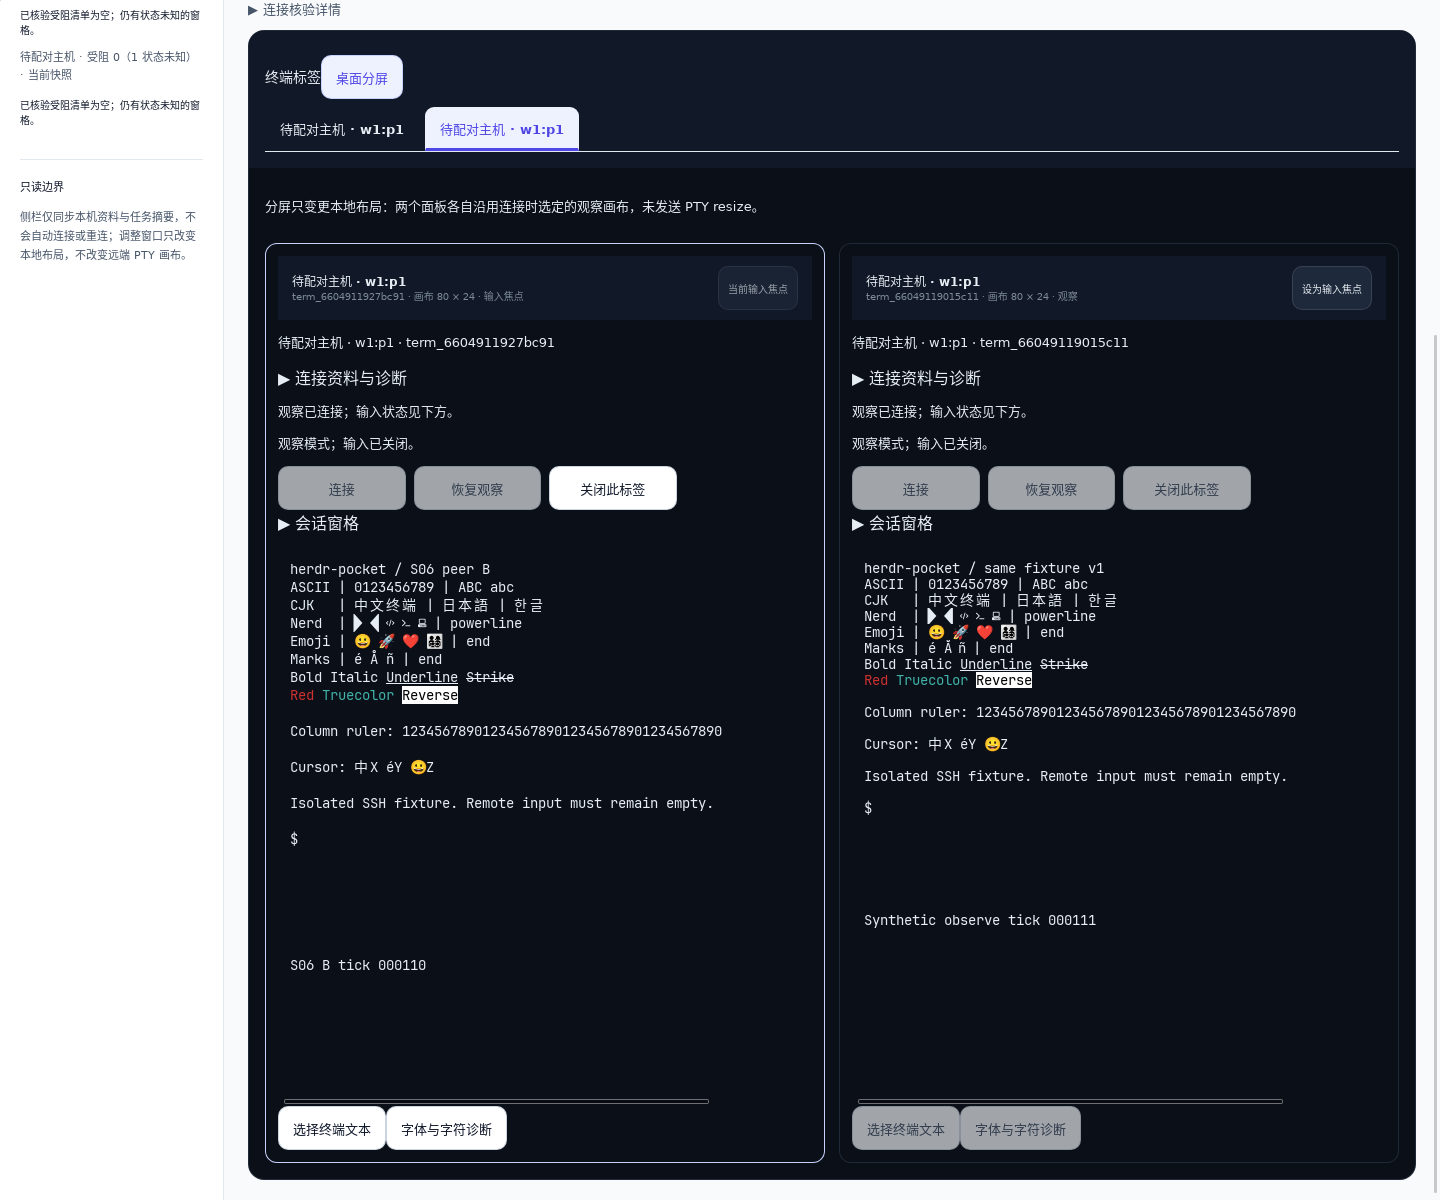 已核验受阻清单为空；仍有状态未知的窗
格。
待配对主机 · 受阻 0（1 状态未知）
· 当前快照
已核验受阻清单为空；仍有状态未知的窗
格。
只读边界
侧栏仅同步本机资料与任务摘要，不
会自动连接或重连；调整窗口只改变
本地布局，不改变远端 PTY 画布。
▶ 连接核验详情
终端标签 桌面分屏
待配对主机 · w1:p1 待配对主机 · w1:p1
分屏只变更本地布局：两个面板各自沿用连接时选定的观察画布，未发送 PTY resize。
待配对主机 · w1:p1
term_6604911927bc91 · 画布 80 × 24 · 输入焦点
当前输入焦点
待配对主机 · w1:p1 · term_6604911927bc91
▶ 连接资料与诊断
观察已连接；输入状态见下方。
观察模式；输入已关闭。
连接 恢复观察 关闭此标签
▶ 会话窗格
herdr-pocket / S06 peer B
ASCII | 0123456789 | ABC abc
CJK | 中文终端 | 日本語 | 한글
Nerd | | powerline
Emoji | 😀 🚀 ❤️ 👨‍👩‍👧‍👦 | end
Marks | é Å ñ | end
Bold Italic Underline Strike
Red Truecolor Reverse
Column ruler: 1234567890123456789012345678901234567890
Cursor: 中X éY 😀Z
Isolated SSH fixture. Remote input must remain empty.
$
S06 B tick 000110
选择终端文本 字体与字符诊断
待配对主机 · w1:p1
term_66049119015c11 · 画布 80 × 24 · 观察
设为输入焦点
待配对主机 · w1:p1 · term_66049119015c11
▶ 连接资料与诊断
观察已连接；输入状态见下方。
观察模式；输入已关闭。
连接 恢复观察 关闭此标签
▶ 会话窗格
herdr-pocket / same fixture v1
ASCII | 0123456789 | ABC abc
CJK | 中文终端 | 日本語 | 한글
Nerd | | powerline
Emoji | 😀 🚀 ❤️ 👨‍👩‍👧‍👦 | end
Marks | é Å ñ | end
Bold Italic Underline Strike
Red Truecolor Reverse
Column ruler: 1234567890123456789012345678901234567890
Cursor: 中X éY 😀Z
Isolated SSH fixture. Remote input must remain empty.
$
Synthetic observe tick 000111
选择终端文本 字体与字符诊断